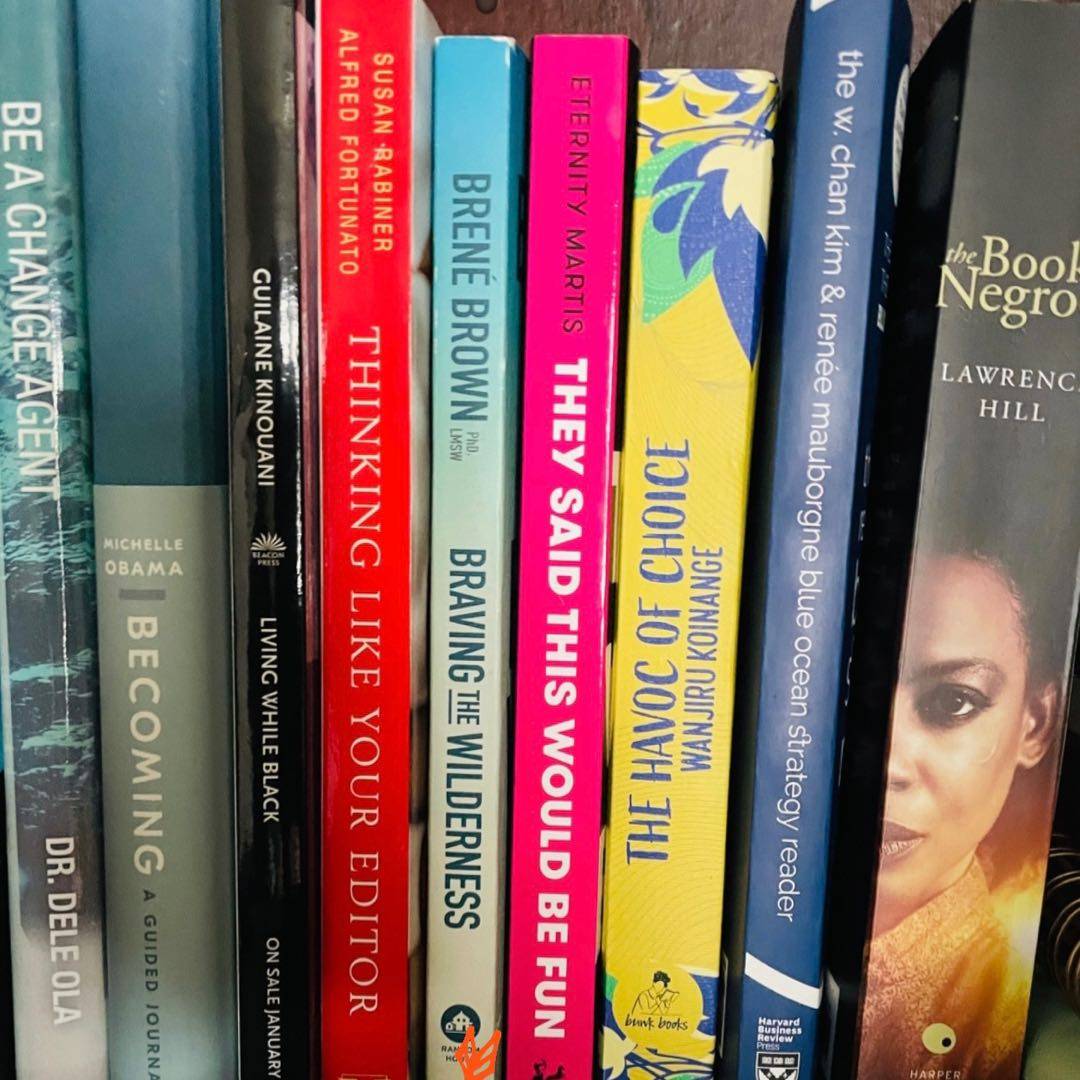 BE A CHANGE AGENT
DR. DELE OLA
MICHELLE
OBAMA
BECOMING
A GUIDED JOURNA
GUILAINE KINOUANI
BEACON
PRESS
LIVING WHILE BLACK
ON SALE JANUARY
SUSAN RABINER
ALFRED FORTUNATO
THINKING LIKE YOUR EDITOR
BRENÉ BROWN
PhD,
LMSW
BRAVING THE WILDERNESS
ETERNITY MARTIS
THEY SAID THIS WOULD BE FUN
THE HAVOC OF CHOICE
WANJIRU KOINANGE
bunk books
the w. chan kim & renée mauborgne blue ocean strategy reader
Harvard
Business
Review
Press
the Book
Negro
LAWRENC
HILL
HARPER